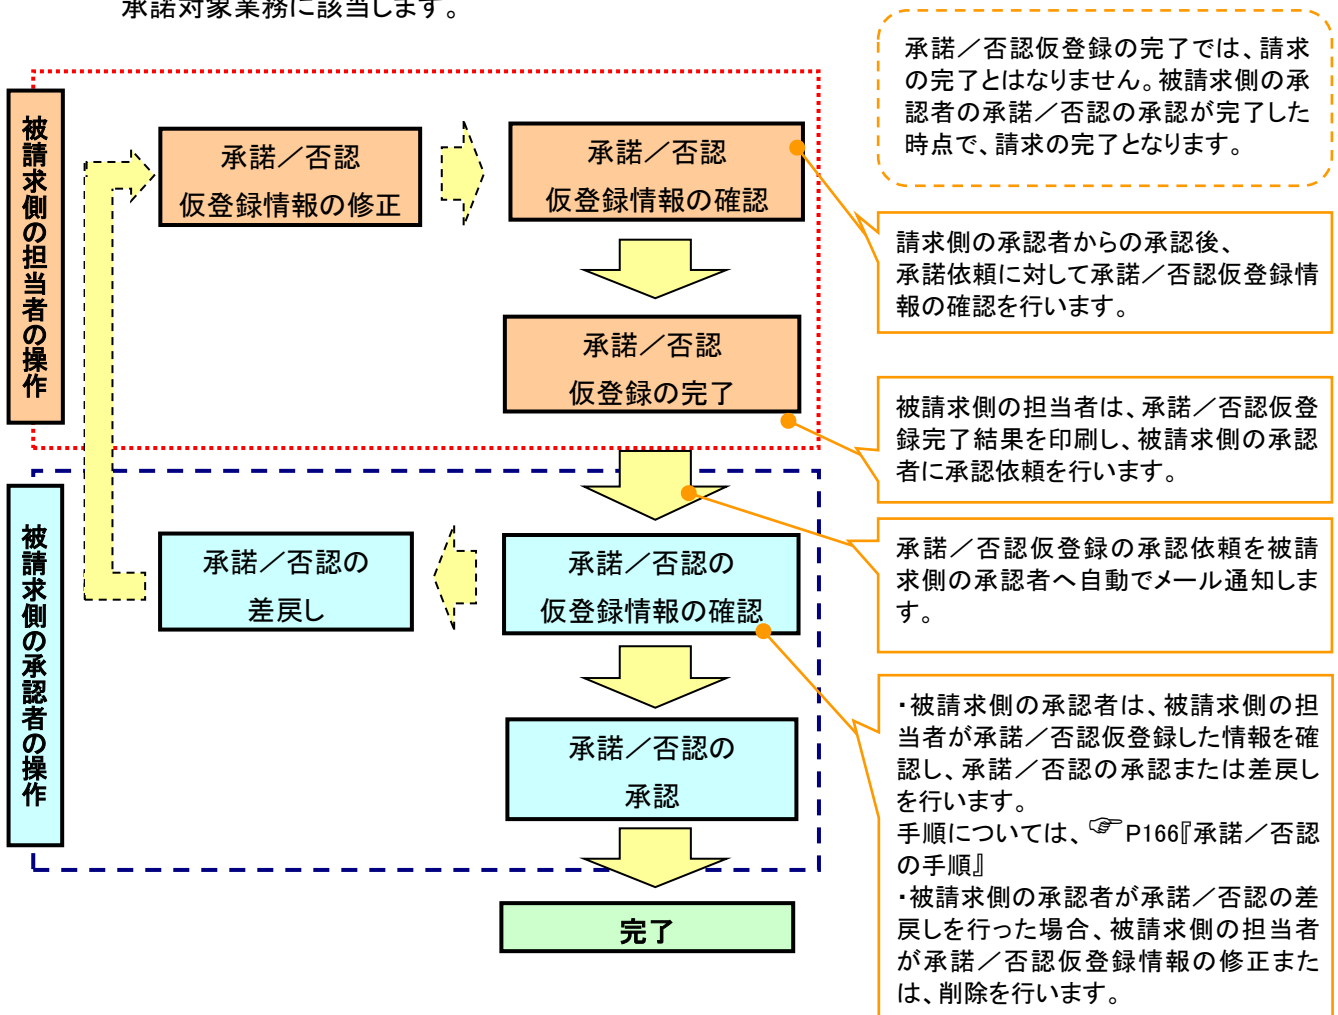 承諾対象業務に該当します。
承諾／否認仮登録の完了では、請求
の完了とはなりません。被請求側の承
認者の承諾／否認の承認が完了した
時点で、請求の完了となります。
被請求側の担当者の操作
承諾／否認
仮登録情報の修正
承諾／否認
仮登録情報の確認
請求側の承認者からの承認後、
承諾依頼に対して承諾／否認仮登録情
報の確認を行います。
承諾／否認
仮登録の完了
被請求側の担当者は、承諾／否認仮登
録完了結果を印刷し、被請求側の承認
者に承認依頼を行います。
被請求側の承認者の操作
承諾／否認の
差戻し
承諾／否認の
仮登録情報の確認
承諾／否認仮登録の承認依頼を被請
求側の承認者へ自動でメール通知しま
す。
承諾／否認の
承認
・被請求側の承認者は、被請求側の担
当者が承諾／否認仮登録した情報を確
認し、承諾／否認の承認または差戻し
を行います。
手順については、☞P166『承諾／否認
の手順』
・被請求側の承認者が承諾／否認の差
戻しを行った場合、被請求側の担当者
が承諾／否認仮登録情報の修正また
は、削除を行います。
完了